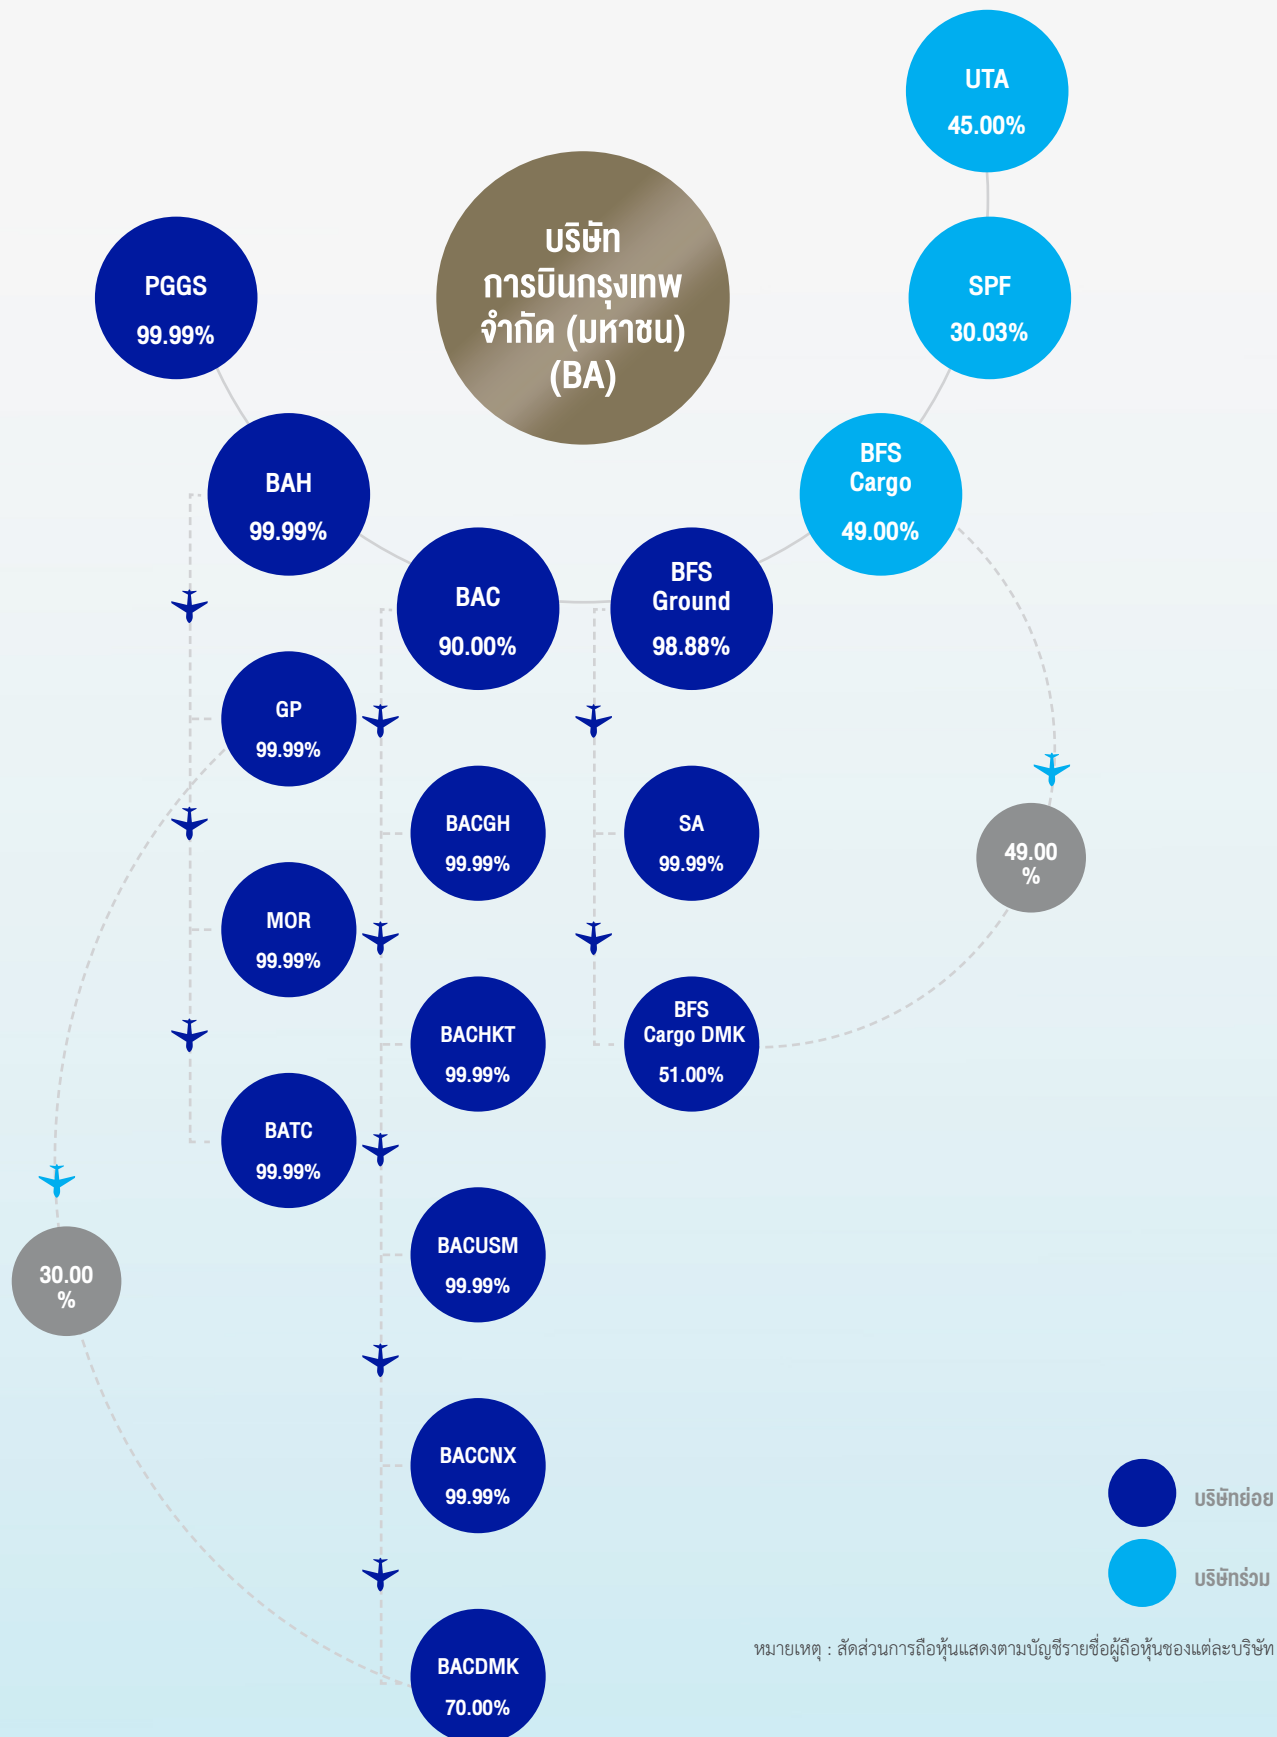 UTA
45.00%
บริษัท
การบินกรุงเทพ
จำกัด (มหาชน)
(BA)
PGGS
99.99%
SPF
30.03%
BAH
99.99%
BFS
Cargo
49.00%
BAC
90.00%
BFS
Ground
98.88%
GP
99.99%
BACGH
99.99%
SA
99.99%
49.00
%
MOR
99.99%
BACHKT
99.99%
BFS
Cargo DMK
51.00%
BATC
99.99%
BACUSM
99.99%
30.00
%
BACCNX
99.99%
บริษัทย่อย
บริษัทร่วม
หมายเหตุ : สัดส่วนการถือหุ้นแสดงตามบัญชีรายชื่อผู้ถือหุ้นของแต่ละบริษัท
BACDMK
70.00%